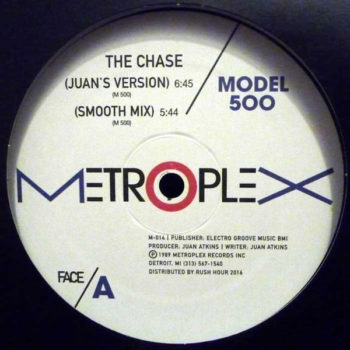 THE CHASE
(JUAN'S VERSION) 6:45
(M 500)
(SMOOTH MIX) 5:44
(M 500)
MODEL
500
METROPLEX
M-014 | PUBLISHER: ELECTRO GROOVE MUSIC BMI
PRODUCER: JUAN ATKINS | WRITER: JUAN ATKINS
Ⓟ 1989 METROPLEX RECORDS INC
DETROIT, MI (313) 567-1540
DISTRIBUTED BY RUSH HOUR 2016
FACE/A